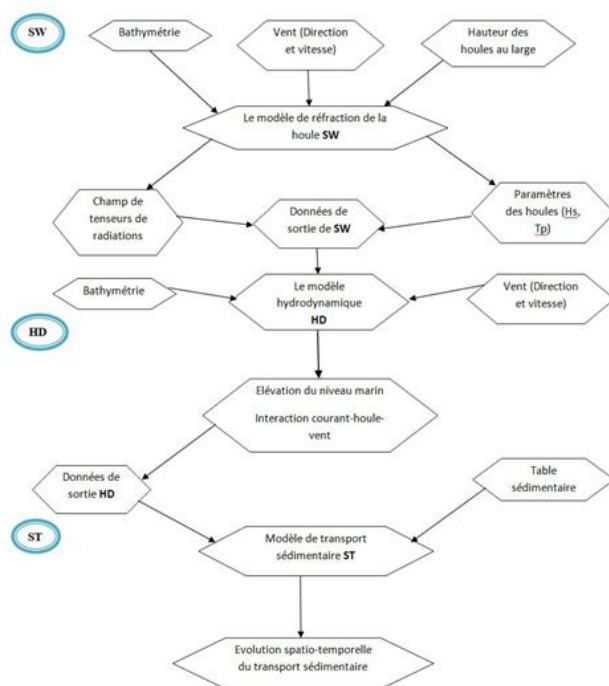 SW
Bathymétrie
Vent (Direction
et vitesse)
Hauteur des
houles au large
Le modèle de réfraction de la
houle SW
Champ de
tenseurs de
radiations
Données de
sortie de SW
Paramètres
des houles (Hs,
Tp)
Bathymétrie
Le modèle
hydrodynamique
HD
Vent (Direction
et vitesse)
HD
Elévation du niveau marin
Interaction courant-houle-
vent
Données de
sortie HD
Table
sédimentaire
ST
Modèle de transport
sédimentaire ST
Evolution spatio-temporelle
du transport sédimentaire